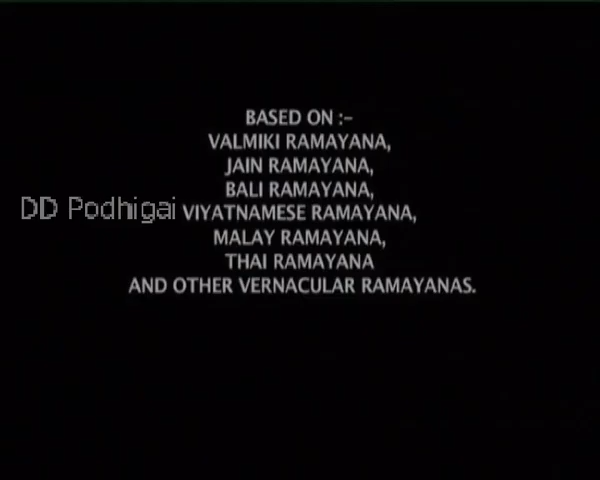 BASED ON :-
VALMIKI RAMAYANA,
JAIN RAMAYANA,
BALI RAMAYANA,
DD Podhigai
VIYATNAMESE RAMAYANA,
MALAY RAMAYANA,
THAI RAMAYANA
AND OTHER VERNACULAR RAMAYANAS.